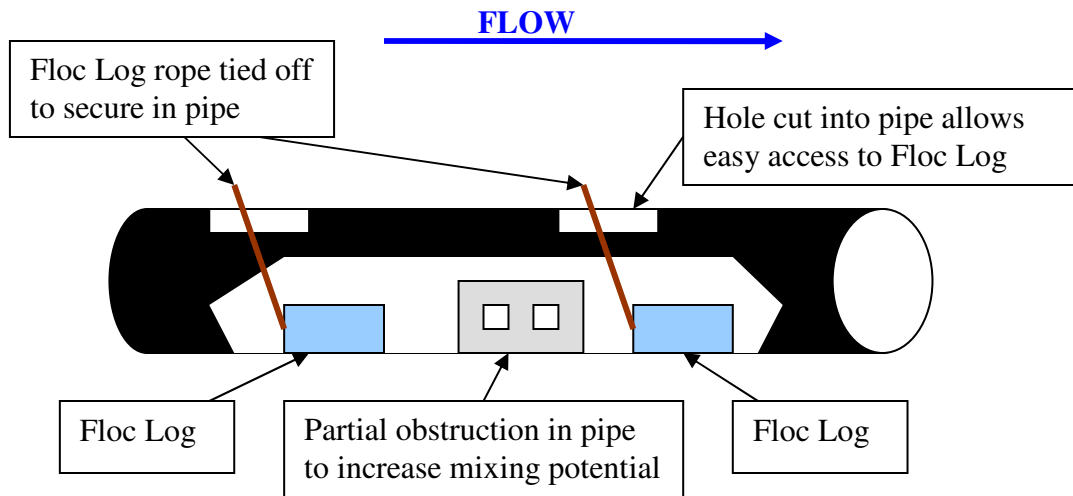 FLOW
Floc Log rope tied off
to secure in pipe
Hole cut into pipe allows
easy access to Floc Log
Floc Log
Partial obstruction in pipe
to increase mixing potential
Floc Log